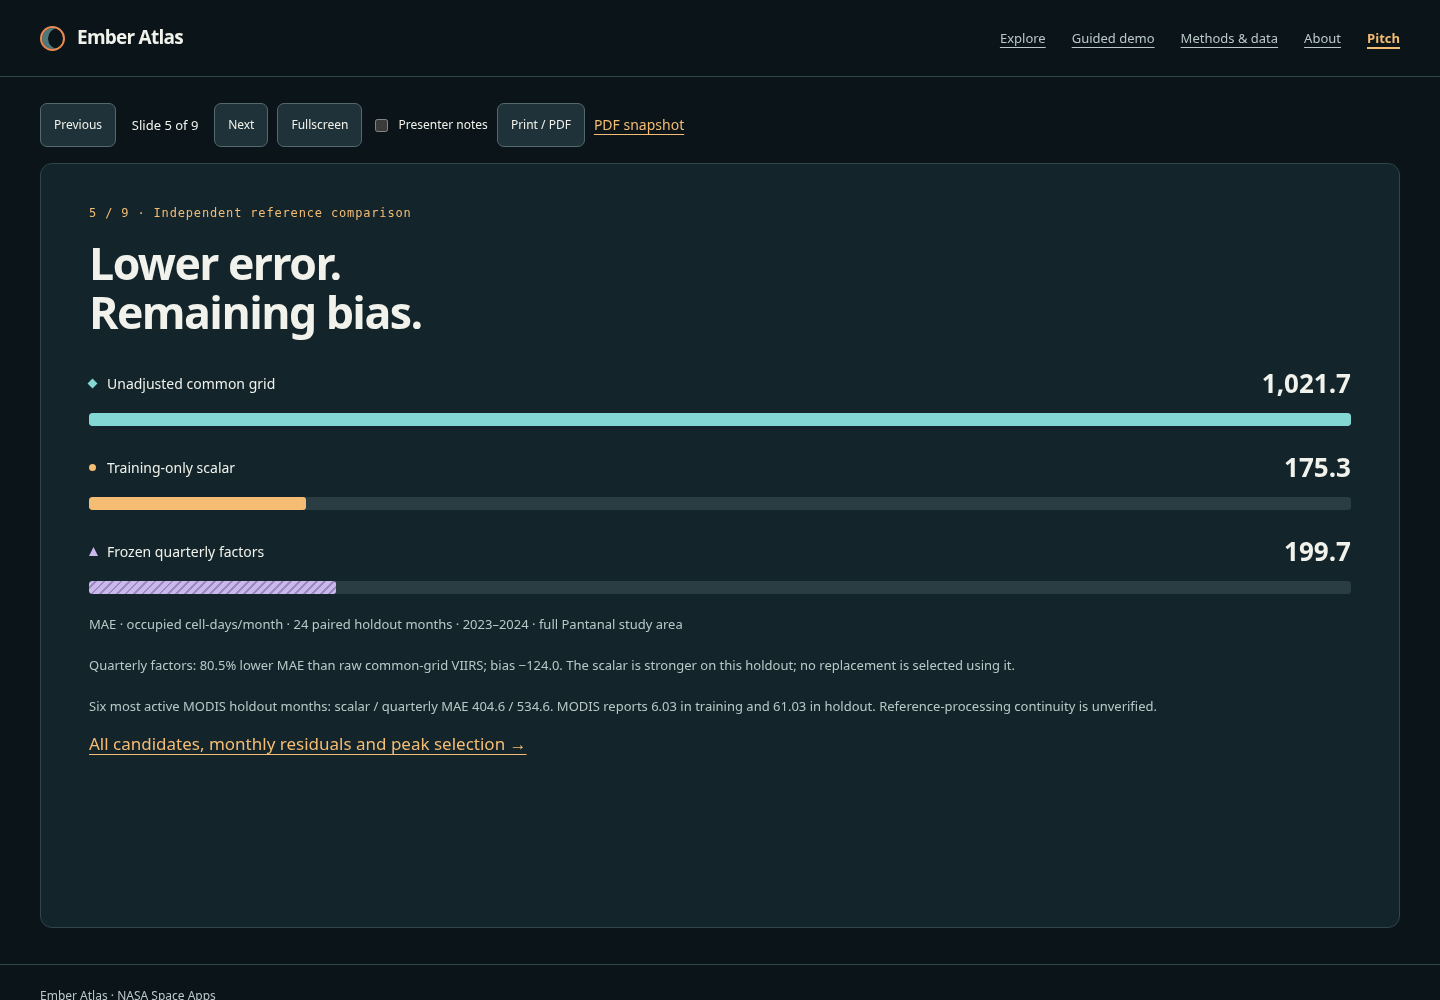 Ember Atlas
Explore Guided demo Methods & data About Pitch
Previous Slide 5 of 9 Next Fullscreen Presenter notes Print / PDF PDF snapshot
5 / 9 · Independent reference comparison
Lower error.
Remaining bias.
Unadjusted common grid 1,021.7
Training-only scalar 175.3
Frozen quarterly factors 199.7
MAE · occupied cell-days/month · 24 paired holdout months · 2023–2024 · full Pantanal study area
Quarterly factors: 80.5% lower MAE than raw common-grid VIIRS; bias −124.0. The scalar is stronger on this holdout; no replacement is selected using it.
Six most active MODIS holdout months: scalar / quarterly MAE 404.6 / 534.6. MODIS reports 6.03 in training and 61.03 in holdout. Reference-processing continuity is unverified.
All candidates, monthly residuals and peak selection →
Ember Atlas · NASA Space Apps